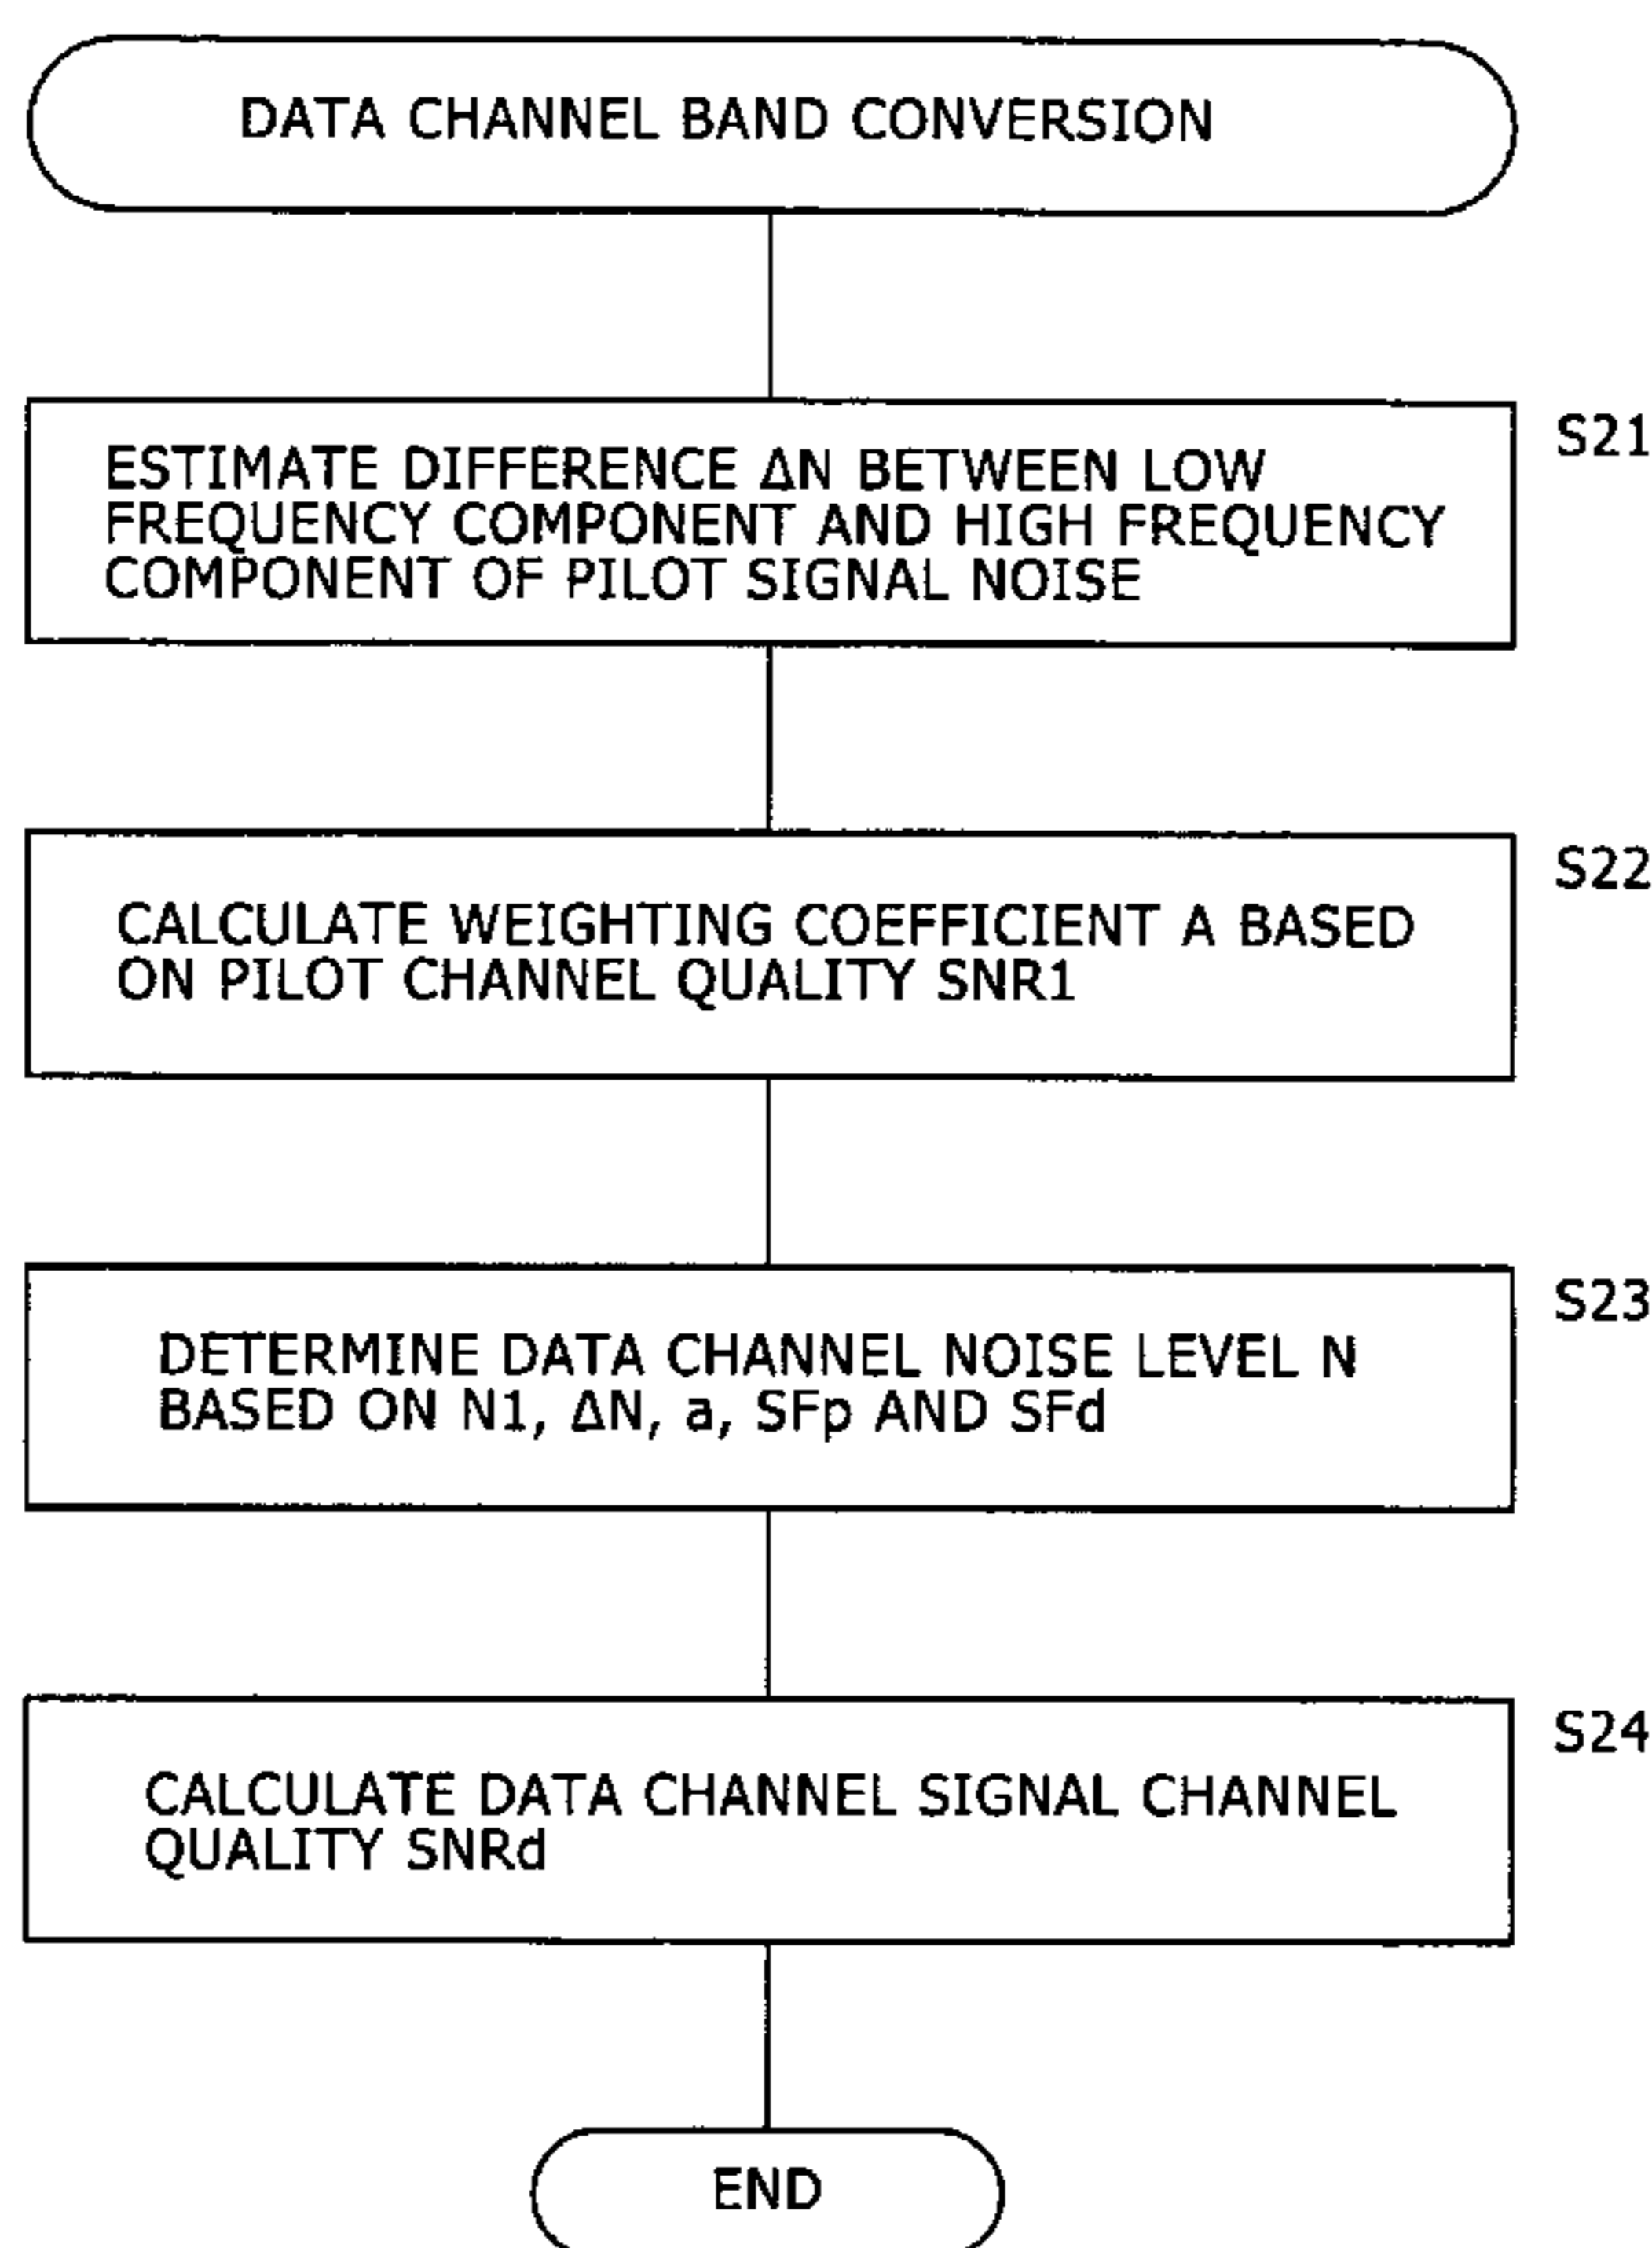 DATA CHANNEL BAND CONVERSION
S21
ESTIMATE DIFFERENCE ΔN BETWEEN LOW
FREQUENCY COMPONENT AND HIGH FREQUENCY
COMPONENT OF PILOT SIGNAL NOISE
S22
CALCULATE WEIGHTING COEFFICIENT A BASED
ON PILOT CHANNEL QUALITY SNR1
S23
DETERMINE DATA CHANNEL NOISE LEVEL N
BASED ON N1, ΔN, a, SFp AND SFd
S24
CALCULATE DATA CHANNEL SIGNAL CHANNEL
QUALITY SNRd
END